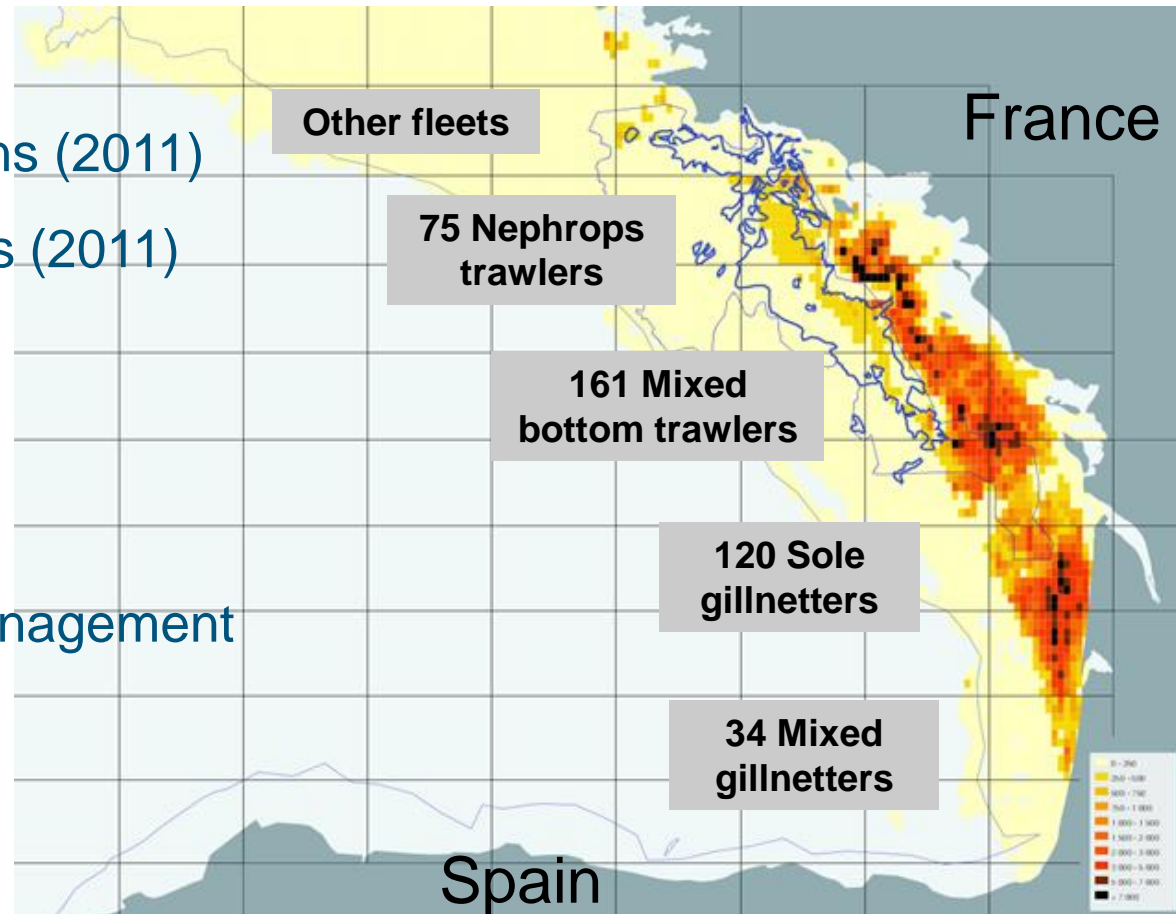 France
Other fleets
ns (2011)
75 Nephrops
trawlers
s (2011)
161 Mixed
bottom trawlers
120 Sole
gillnetters
nagement
34 Mixed
gillnetters
Spain